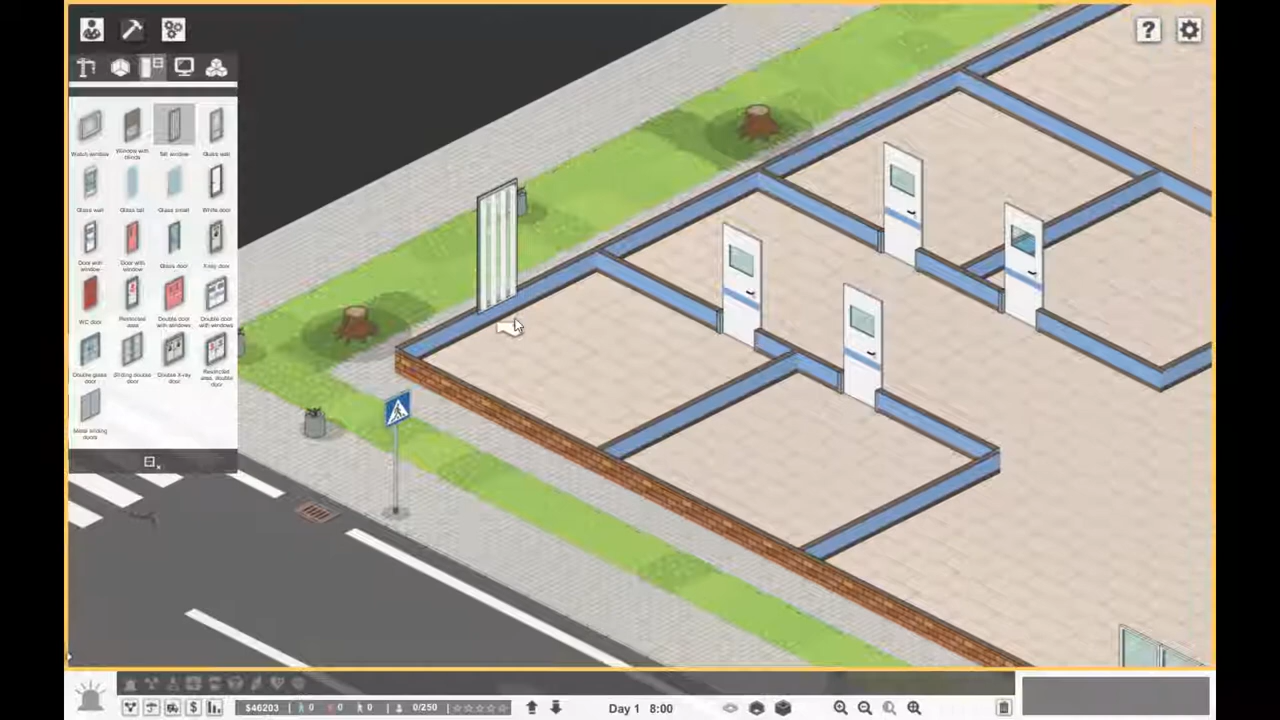 ?
Watch window
Window with blinds
Tall window
Glass wall
Glass wall
Glass tall
Glass small
White door
Door with window
Door with window
Glass door
X-ray door
WC door
Restricted area
Double door with windows
Double door with windows
Double glass door
Sliding double door
Double X-ray door
Restricted area, double door
Metal sliding doors
$
$46203 0 0 0 0/250
Day 1 8:00